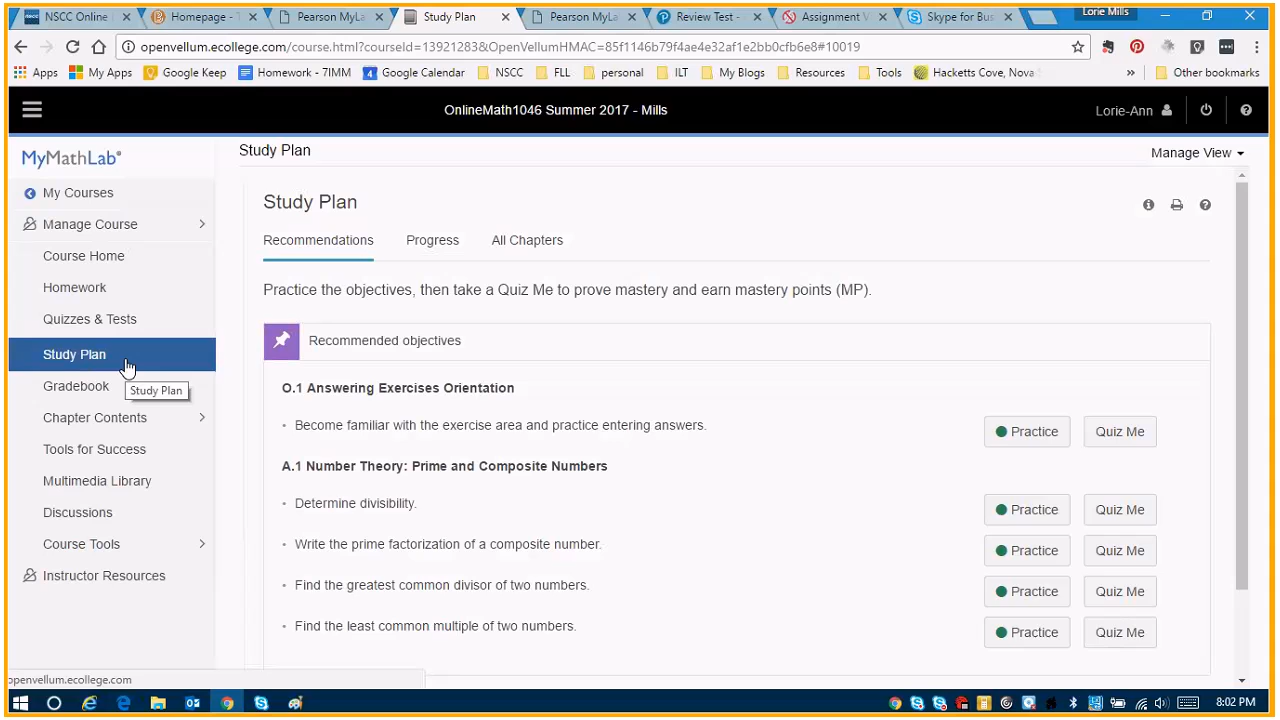 NSCC Online
Homepage - T
Pearson MyLa
Study Plan
Pearson MyLa
Review Test -
Assignment V
Skype for Bus
Lorie Mills
openvellum.ecollege.com/course.html?courseId=13921283&OpenVellumHMAC=85f1146b79f4ae4e32af1e2bb0cfb6e8#10019
Apps
My Apps
Google Keep
Homework - 7IMM
4 Google Calendar
NSCC
FLL
personal
ILT
My Blogs
Resources
Tools
Hacketts Cove, Nova
»
Other bookmarks
OnlineMath1046 Summer 2017 - Mills
Lorie-Ann
MyMathLab®
Study Plan
Manage View
My Courses
Manage Course
Course Home
Homework
Quizzes & Tests
Study Plan
Study Plan
Gradebook
Chapter Contents
Tools for Success
Multimedia Library
Discussions
Course Tools
Instructor Resources
Study Plan
Recommendations
Progress
All Chapters
Practice the objectives, then take a Quiz Me to prove mastery and earn mastery points (MP).
Recommended objectives
O.1 Answering Exercises Orientation
Become familiar with the exercise area and practice entering answers.
Practice
Quiz Me
A.1 Number Theory: Prime and Composite Numbers
Determine divisibility.
Practice
Quiz Me
Write the prime factorization of a composite number.
Practice
Quiz Me
Find the greatest common divisor of two numbers.
Practice
Quiz Me
Find the least common multiple of two numbers.
Practice
Quiz Me
openvellum.ecollege.com
8:02 PM